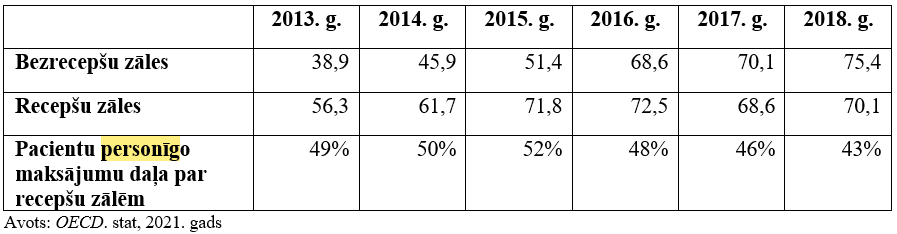 2013. g. 2014. g. 2015. g. 2016. g. 2017. g. 2018. g.
Bezrecepšu zāles 38,9 45,9 51,4 68,6 70,1 75,4
Recepšu zāles 56,3 61,7 71,8 72,5 68,6 70,1
Pacientu personīgo 49% 50% 52% 48% 46% 43%
maksājumu daļa par
recepšu zālēm
Avots: OECD. stat, 2021. gads